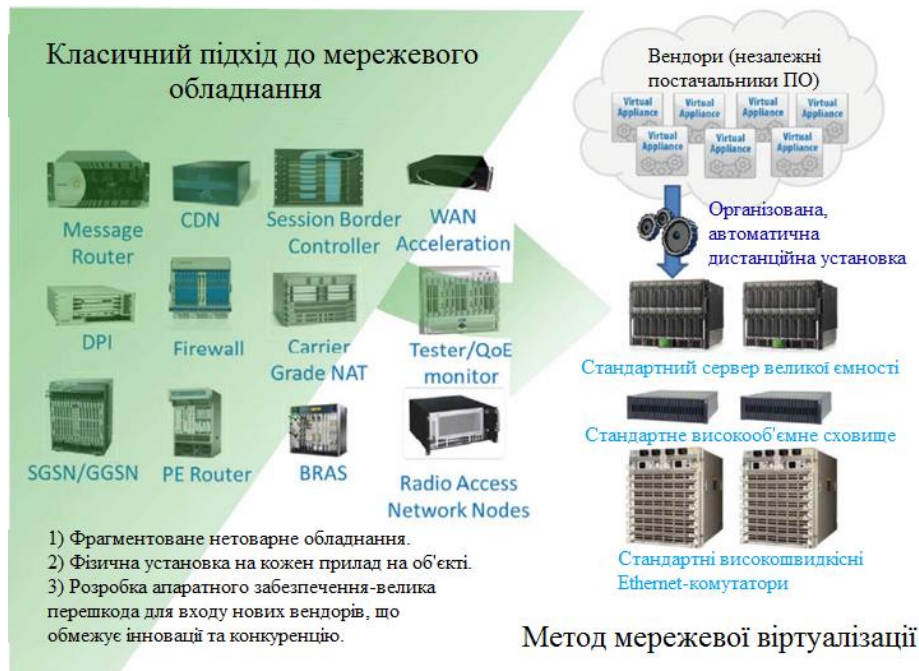 Класичний підхід до мережевого
обладнання
Message
Router
CDN
Session Border
Controller
WAN
Acceleration
DPI
Firewall
Carrier
Grade NAT
Tester/QoE
monitor
SGSN/GGSN
PE Router
BRAS
Radio Access
Network Nodes
1) Фрагментоване нетоварне обладнання.
2) Фізична установка на кожен прилад на об'єкті.
3) Розробка апаратного забезпечення-велика
перешкода для входу нових вендорів, що
обмежує інновації та конкуренцію.
Вендори (незалежні
постачальники ПО)
Virtual
Appliance
Virtual
Appliance
Virtual
Appliance
Virtual
Appliance
Virtual
Appliance
Virtual
Appliance
Virtual
Appliance
Організована,
автоматична
дистанційна установка
Стандартний сервер великої ємності
Стандартне високооб'ємне сховище
Стандартні високошвидкісні
Ethernet-комутатори
Метод мережевої віртуалізації